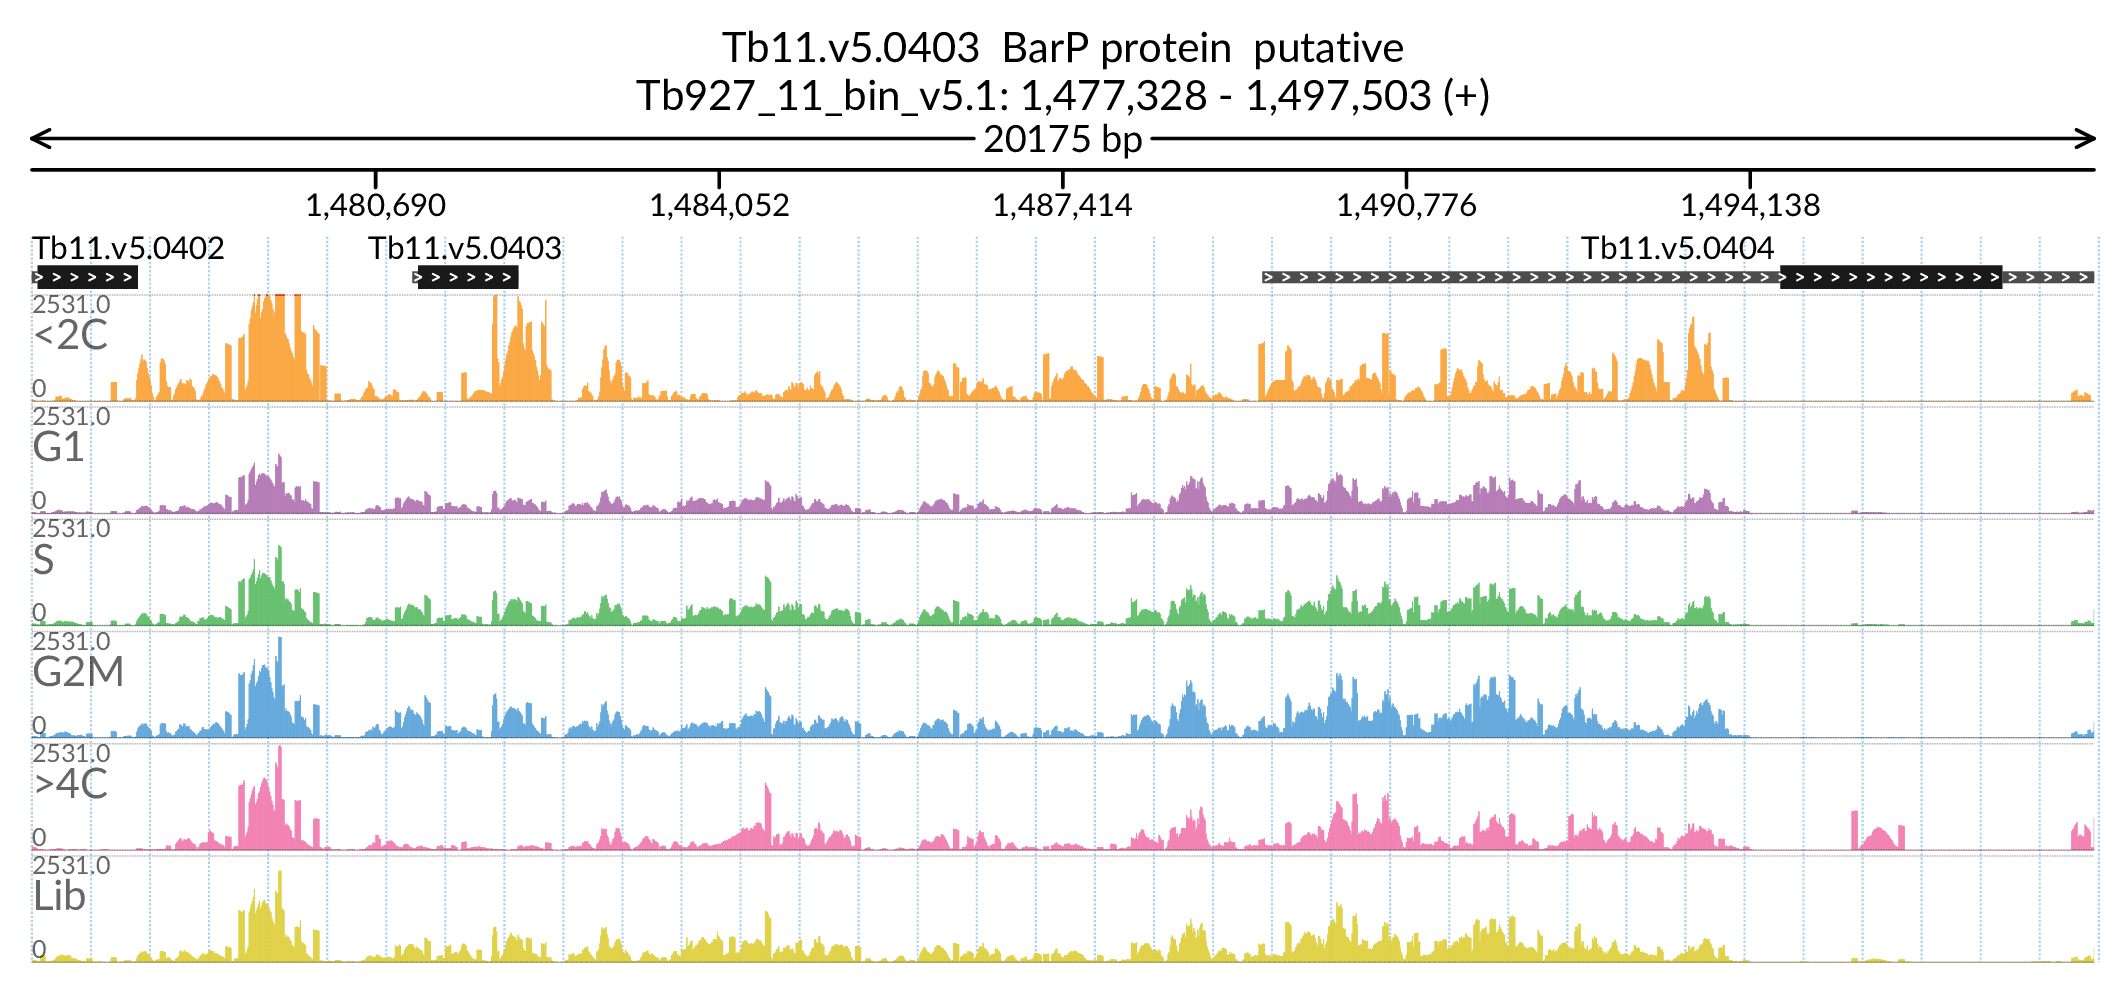 Tb11.v5.0403  BarP protein  putative
Tb927_11_bin_v5.1: 1,477,328 - 1,497,503 (+)
20175 bp
1,480,690 1,484,052 1,487,414 1,490,776 1,494,138
Tb11.v5.0402 Tb11.v5.0403 Tb11.v5.0404
2531.0
<2C
0
2531.0
G1
0
2531.0
S
0
2531.0
G2M
0
2531.0
>4C
0
2531.0
Lib
0